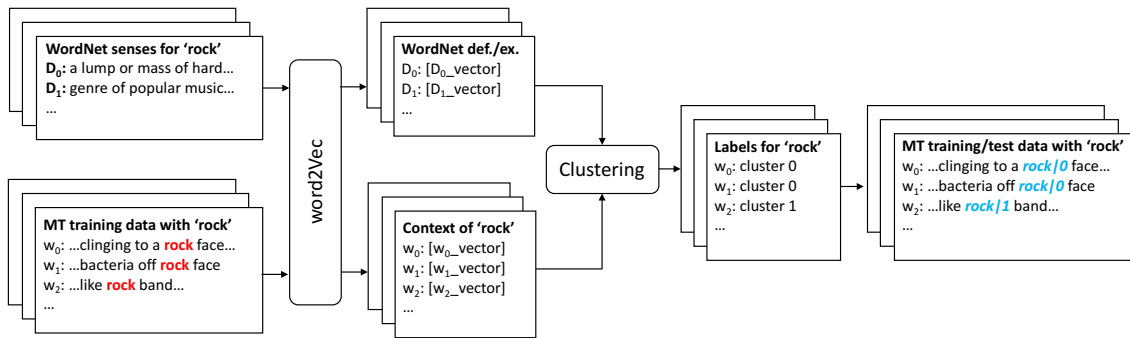 WordNet senses for ‘rock’
D0: a lump or mass of hard…
D1: genre of popular music…
…
MT training data with ‘rock’
w0: …clinging to a rock face…
w1: …bacteria off rock face
w2: …like rock band…
…
word2Vec
WordNet def./ex.
D0: [D0_vector]
D1: [D1_vector]
…
Context of ‘rock’
w0: [w0_vector]
w1: [w1_vector]
w2: [w2_vector]
…
Clustering
Labels for ‘rock’
w0: cluster 0
w1: cluster 0
w2: cluster 1
…
MT training/test data with ‘rock’
w0: …clinging to a rock|0 face…
w1: …bacteria off rock|0 face
w2: …like rock|1 band…
…